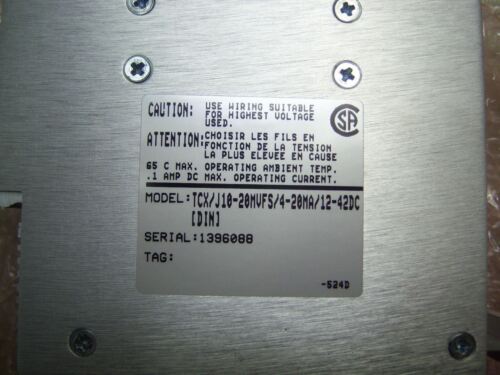 CAUTION: USE WIRING SUITABLE
FOR HIGHEST VOLTAGE
USED.
ATTENTION: CHOISIR LES FILS EN
FONCTION DE LA TENSION
LA PLUS ELEVEE EN CAUSE
65 C MAX. OPERATING AMBIENT TEMP.
.1 AMP DC MAX. OPERATING CURRENT.
MODEL: TCX/J10-20MVFS/4-20MA/12-42DC
[DIN]
SERIAL:1396088
TAG:
-524D